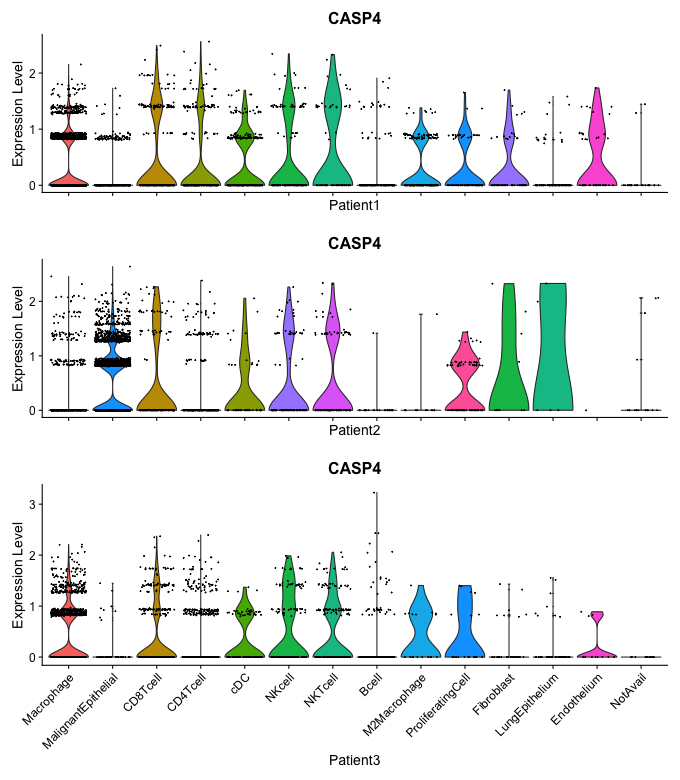 CASP4
Expression Level
2
1
0
Patient1
CASP4
Expression Level
2
1
0
Patient2
CASP4
Expression Level
3
2
1
0
Macrophage
MalignantEpithelial
CD8Tcell
CD4Tcell
cDC
NKcell
NKTcell
Bcell
M2Macrophage
ProliferatingCell
Fibroblast
LungEpithelium
Endothelium
NotAvail
Patient3